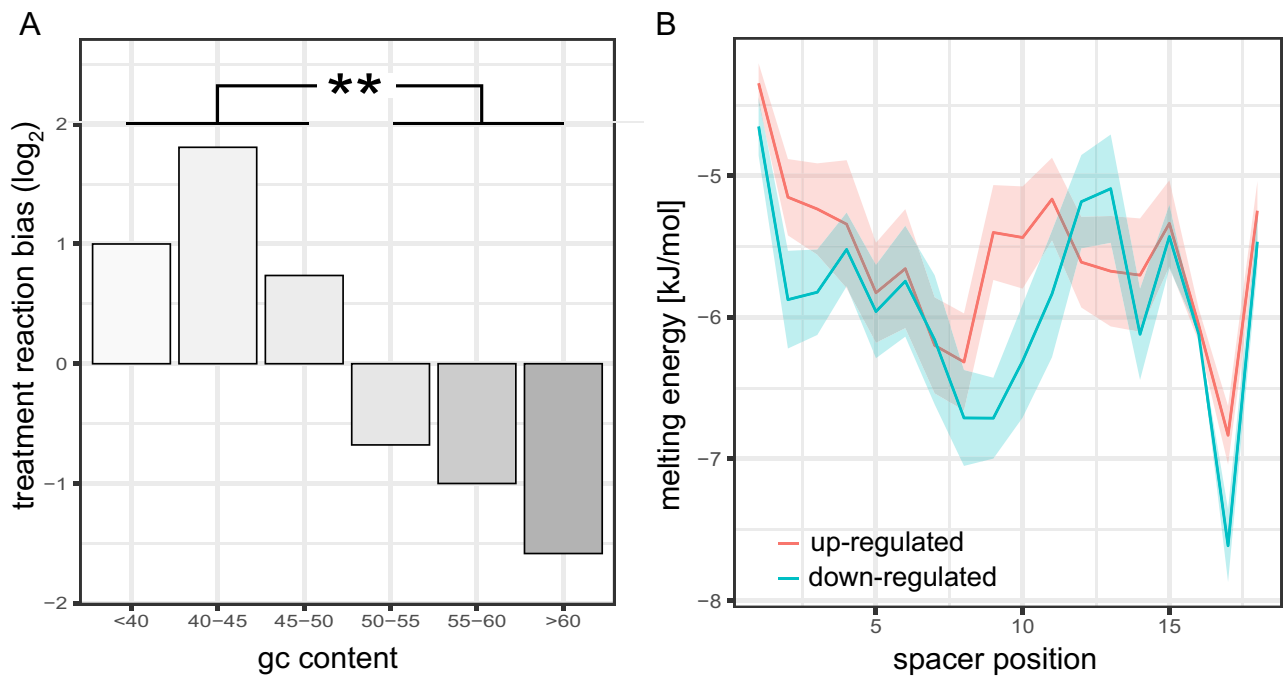 A
treatment reaction bias (log2)
**
2
1
0
−1
−2
<40
40−45
45−50
50−55
55−60
>60
gc content
B
melting energy [kJ/mol]
−5
−6
−7
−8
up-regulated
down-regulated
5
10
15
spacer position